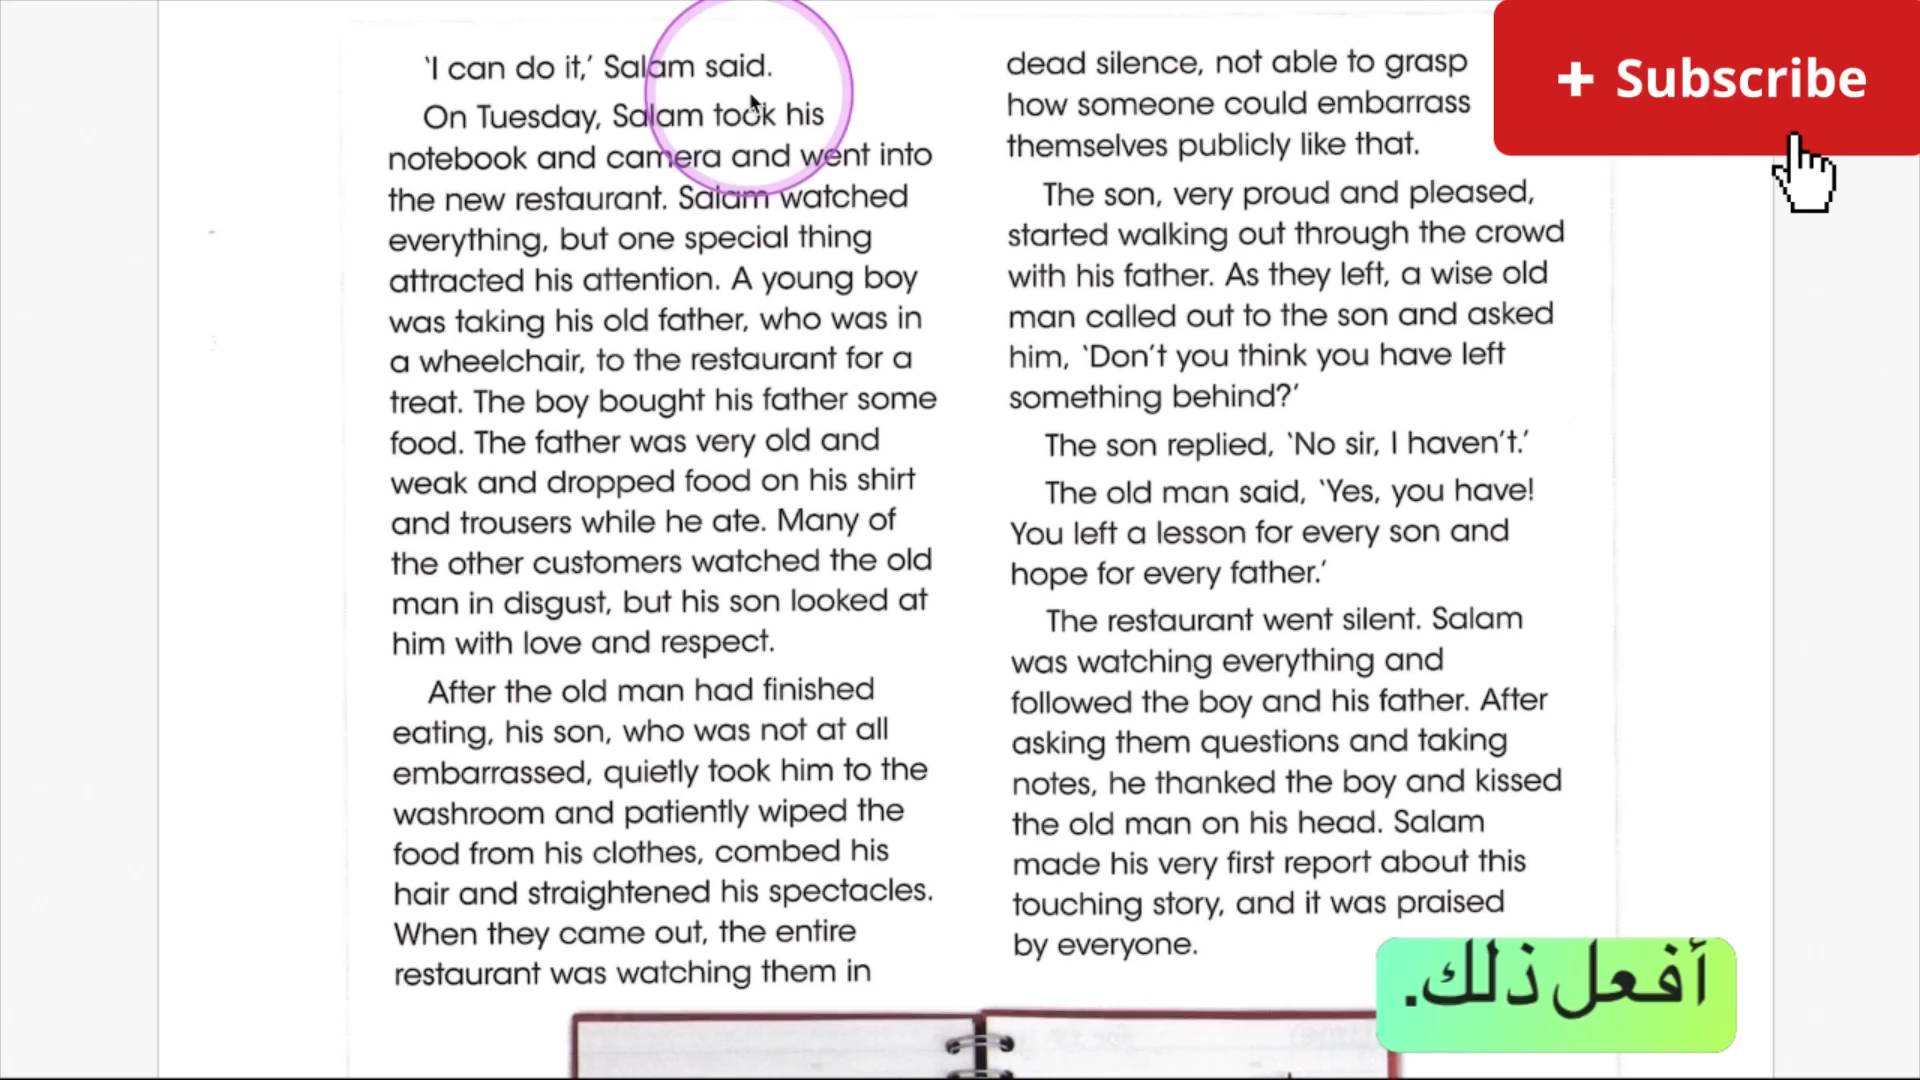 ‘I can do it,’ Salam said.
On Tuesday, Salam took his
notebook and camera and went into
the new restaurant. Salam watched
everything, but one special thing
attracted his attention. A young boy
was taking his old father, who was in
a wheelchair, to the restaurant for a
treat. The boy bought his father some
food. The father was very old and
weak and dropped food on his shirt
and trousers while he ate. Many of
the other customers watched the old
man in disgust, but his son looked at
him with love and respect.
After the old man had finished
eating, his son, who was not at all
embarrassed, quietly took him to the
washroom and patiently wiped the
food from his clothes, combed his
hair and straightened his spectacles.
When they came out, the entire
restaurant was watching them in
dead silence, not able to grasp
how someone could embarrass
themselves publicly like that.
The son, very proud and pleased,
started walking out through the crowd
with his father. As they left, a wise old
man called out to the son and asked
him, ‘Don’t you think you have left
something behind?’
The son replied, ‘No sir, I haven’t.’
The old man said, ‘Yes, you have!
You left a lesson for every son and
hope for every father.’
The restaurant went silent. Salam
was watching everything and
followed the boy and his father. After
asking them questions and taking
notes, he thanked the boy and kissed
the old man on his head. Salam
made his very first report about this
touching story, and it was praised
by everyone.
+ Subscribe
أفعل ذلك.